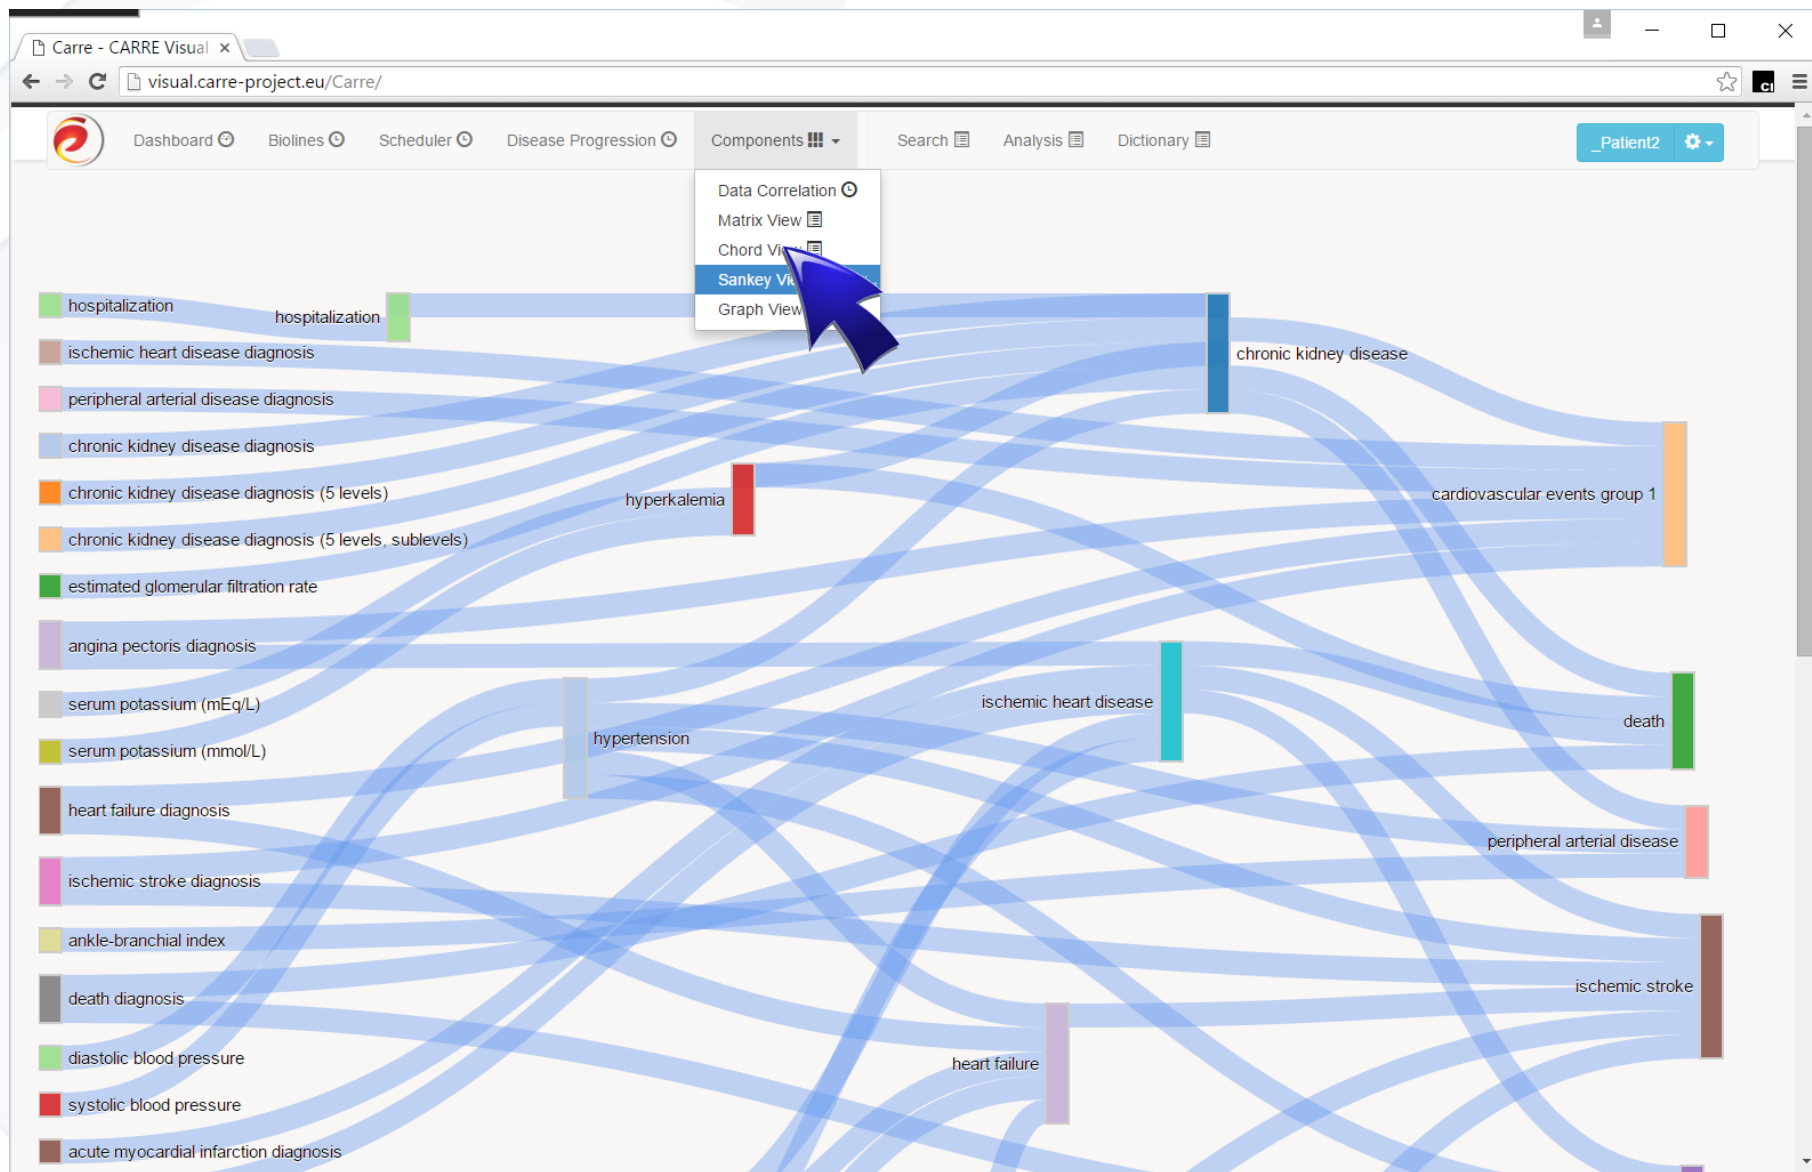 Carre - CARRE Visual
visual.carre-project.eu/Carre/
Dashboard Biolines Scheduler Disease Progression Components Search Analysis Dictionary _Patient2
Data Correlation
Matrix View
Chord
Sankey
Graph View
hospitalization
hospitalization
ischemic heart disease diagnosis
chronic kidney disease
peripheral arterial disease diagnosis
chronic kidney disease diagnosis
chronic kidney disease diagnosis (5 levels)
hyperkalemia
cardiovascular events group 1
chronic kidney disease diagnosis (5 levels, sublevels)
estimated glomerular filtration rate
angina pectoris diagnosis
serum potassium (mEq/L)
ischemic heart disease
death
hypertension
serum potassium (mmol/L)
heart failure diagnosis
peripheral arterial disease
ischemic stroke diagnosis
ankle-branchial index
ischemic stroke
death diagnosis
diastolic blood pressure
heart failure
systolic blood pressure
acute myocardial infarction diagnosis